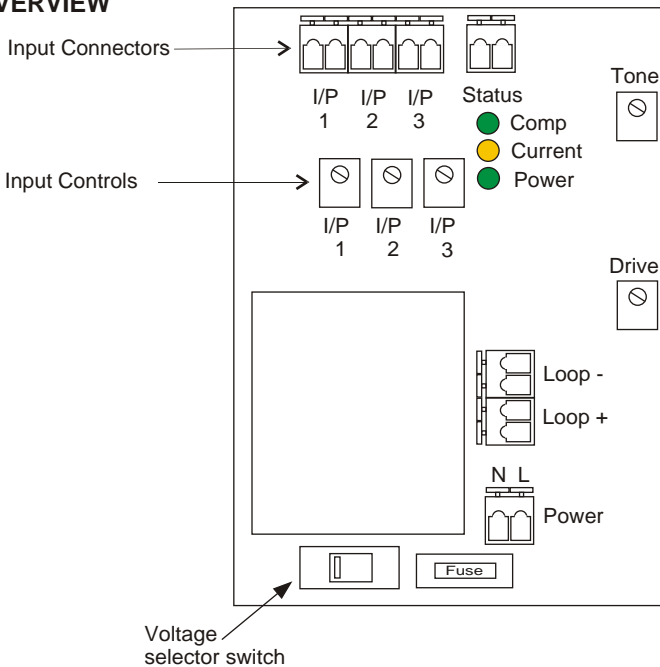 VERVIEW
Input Connectors
I/P I/P I/P
1 2 3
Status
Tone
Comp
Current
Power
Input Controls
I/P I/P I/P
1 2 3
Drive
Loop -
Loop +
N L
Power
Fuse
Voltage
selector switch